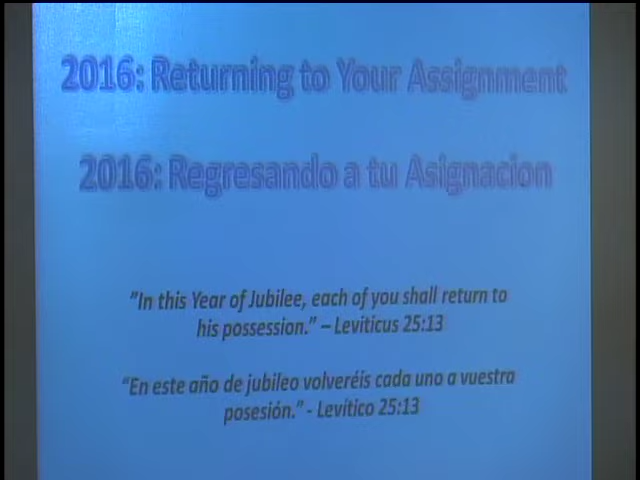 2016: Returning to Your Assignment
2016: Regresando a tu Asignacion
"In this Year of Jubilee, each of you shall return to
his possession." – Leviticus 25:13
"En este año de jubileo volveréis cada uno a vuestra
posesión." - Levítico 25:13